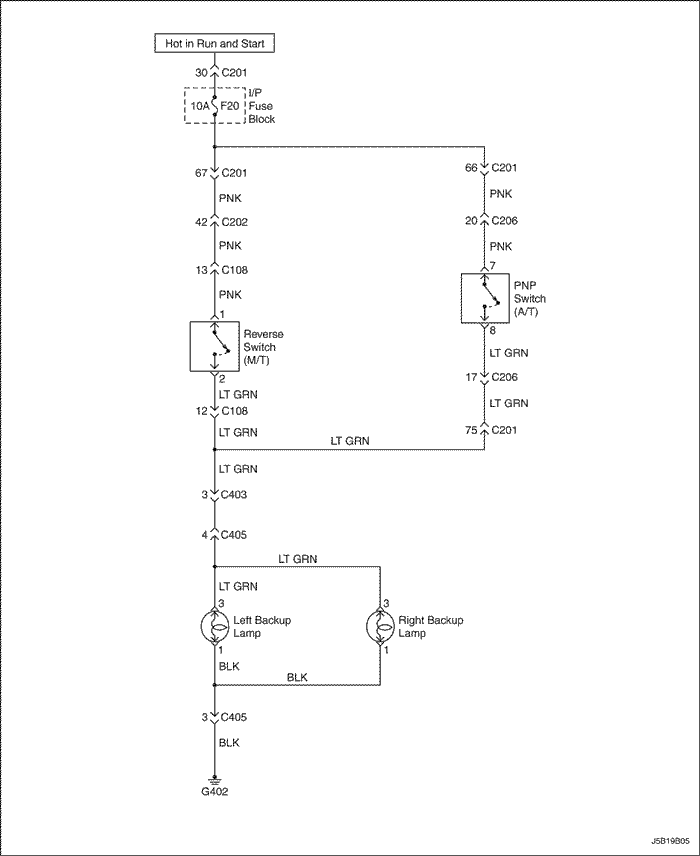 Hot in Run and Start
30 C201
10A F20
I/P
Fuse
Block
67 C201
66 C201
PNK
PNK
42 C202
20 C206
PNK
PNK
13 C108
7
PNK
PNP
Switch
(A/T)
1
8
Reverse
Switch
(M/T)
LT GRN
2
17 C206
LT GRN
LT GRN
12 C108
75 C201
LT GRN
LT GRN
LT GRN
3 C403
4 C405
LT GRN
LT GRN
3
3
Left Backup
Lamp
Right Backup
Lamp
1
1
BLK
BLK
3 C405
BLK
G402
J5B19B05